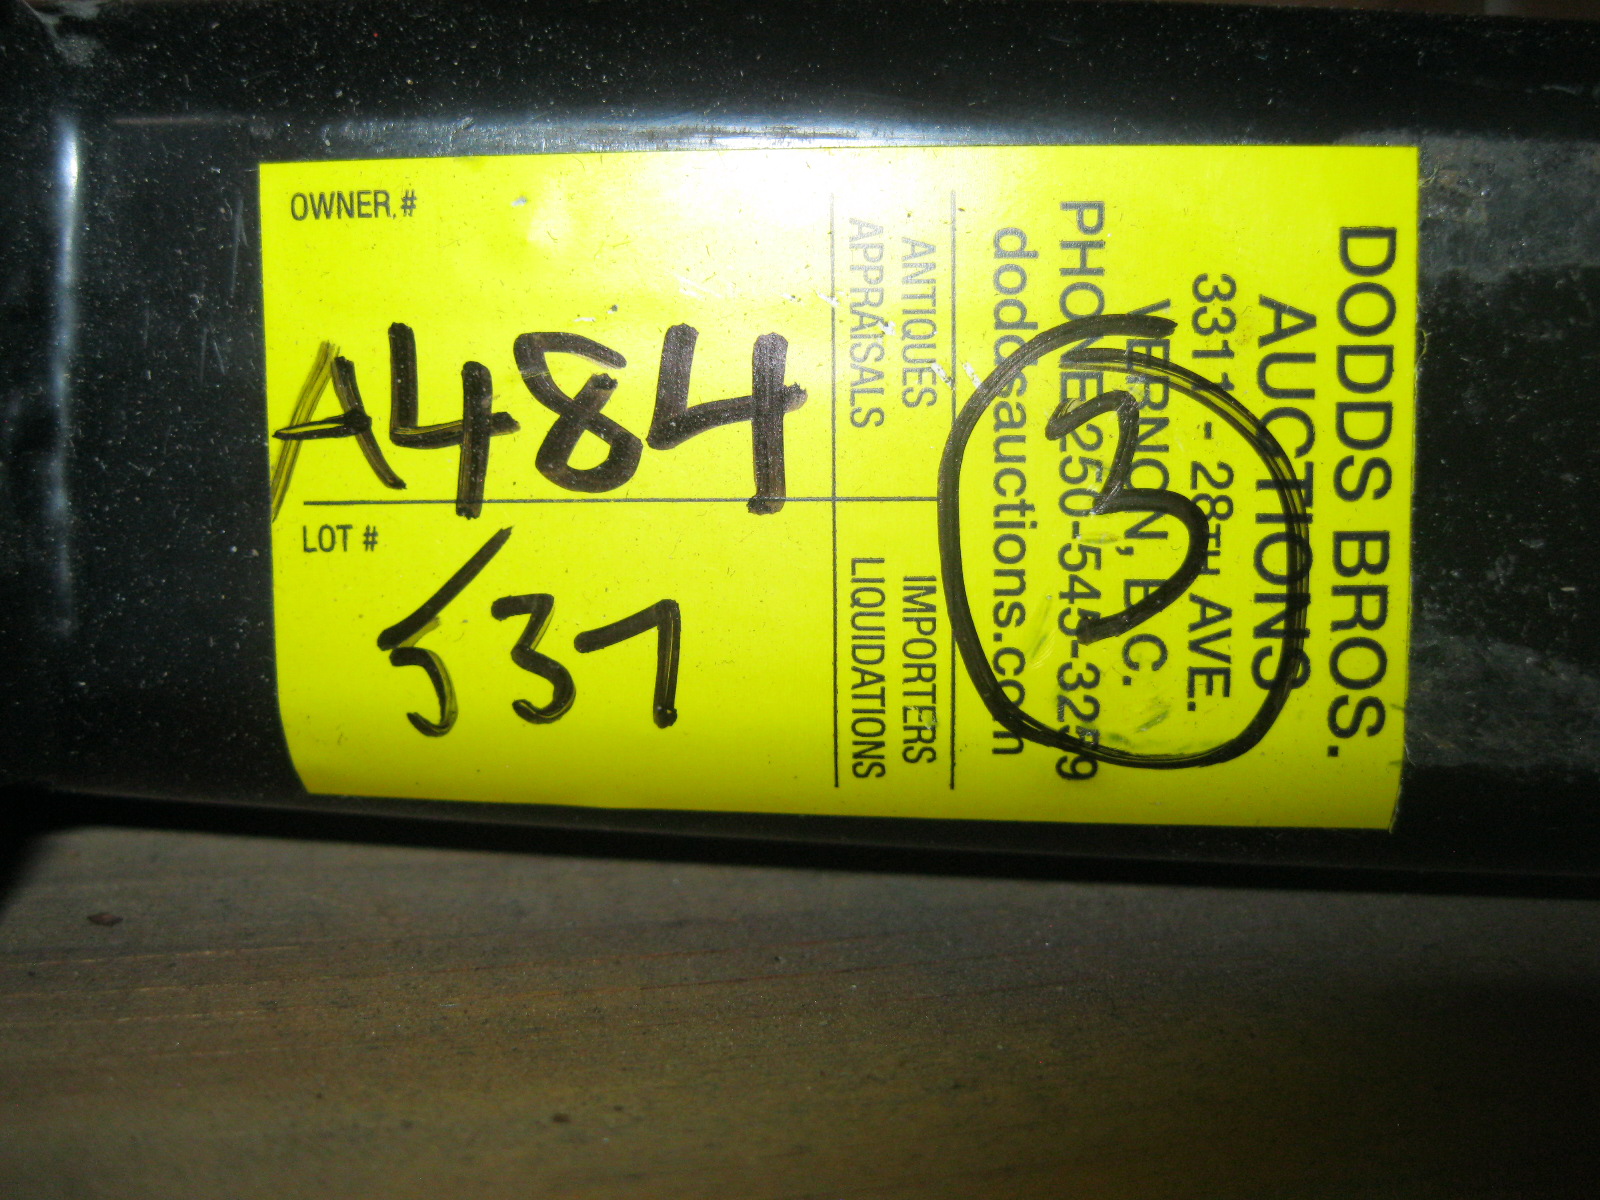 OWNER.#
A484
LOT #
537
ANTIQUES
APPRAISALS
IMPORTERS
LIQUIDATIONS
DODDS BROS.
AUCTIONS
3311 - 28TH AVE.
VERNON, B.C.
PHONE 250-545-3259
doddsauctions.com
3